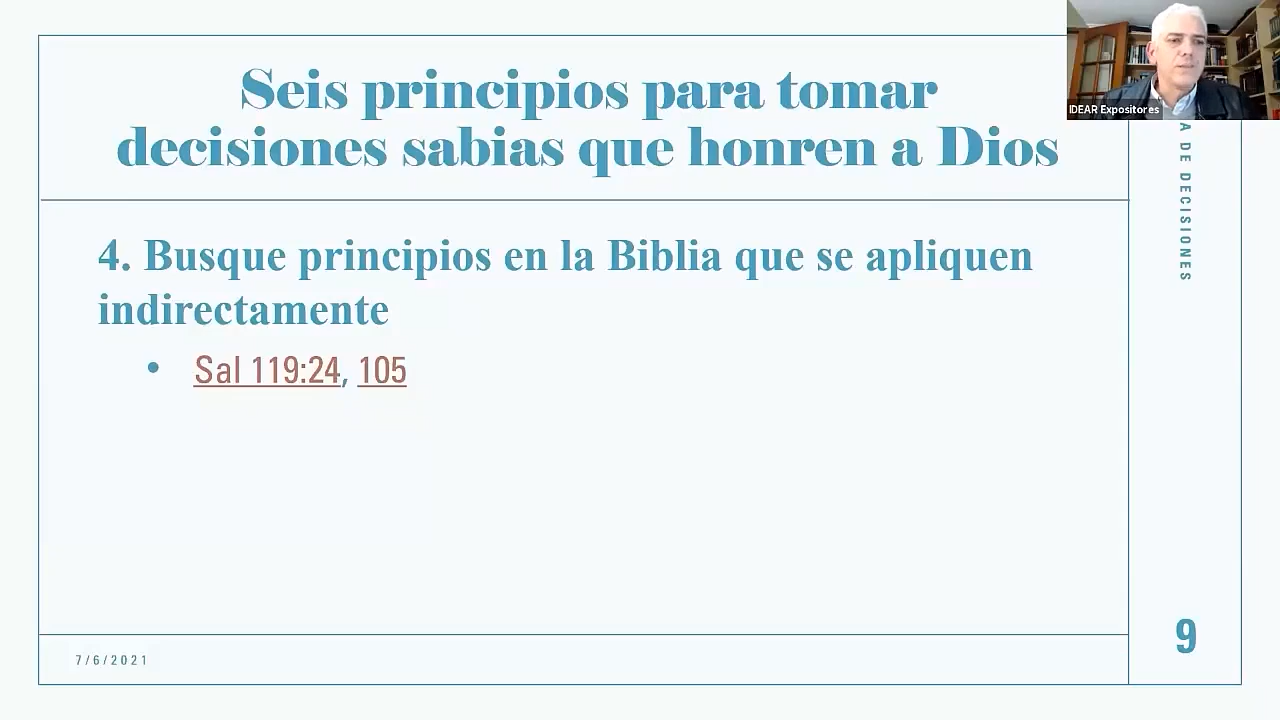 Seis principios para tomar
decisiones sabias que honren a Dios
IDEAR Expositores
A DE DECISIONES
4. Busque principios en la Biblia que se apliquen
indirectamente
• Sal 119:24, 105
7/6/2021
9